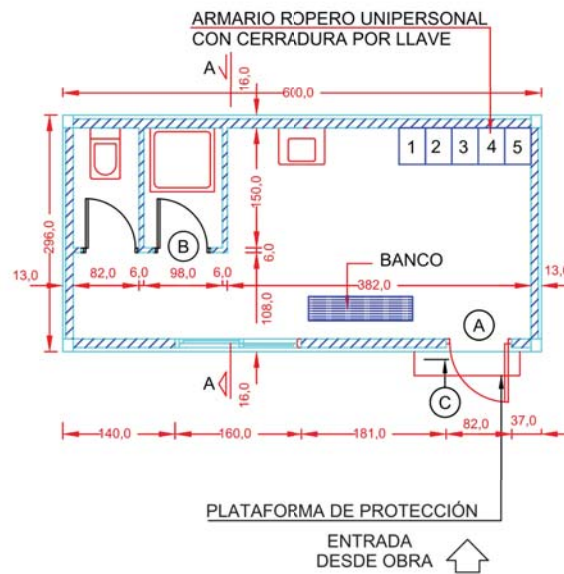 ARMARIO ROPERO UNIPERSONAL
CON CERRADURA POR LLAVE
A
16,0
600,0
1 2 3 4 5
296,0
150,0
B
6,0
BANCO
13,0
82,0 6,0 98,0 6,0 382,0 13,0
108,0
A
A
C
16,0
140,0 160,0 181,0 82,0 37,0
PLATAFORMA DE PROTECCIÓN
ENTRADA
DESDE OBRA